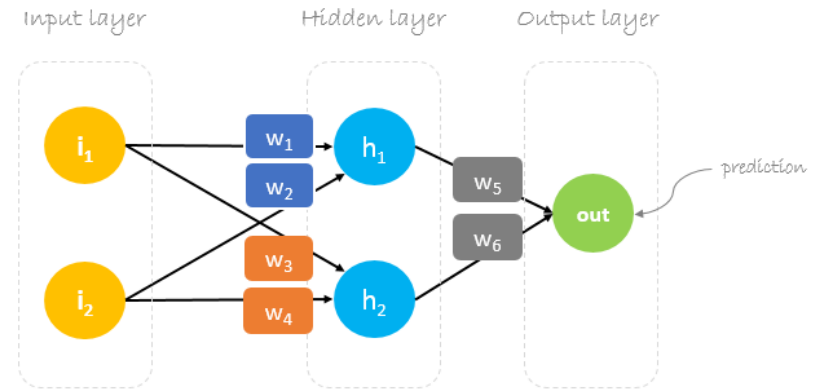 Input layer
Hidden layer
Output layer
i₁
w₁
h₁
w₂
w₅
prediction
out
w₃
w₆
i₂
w₄
h₂